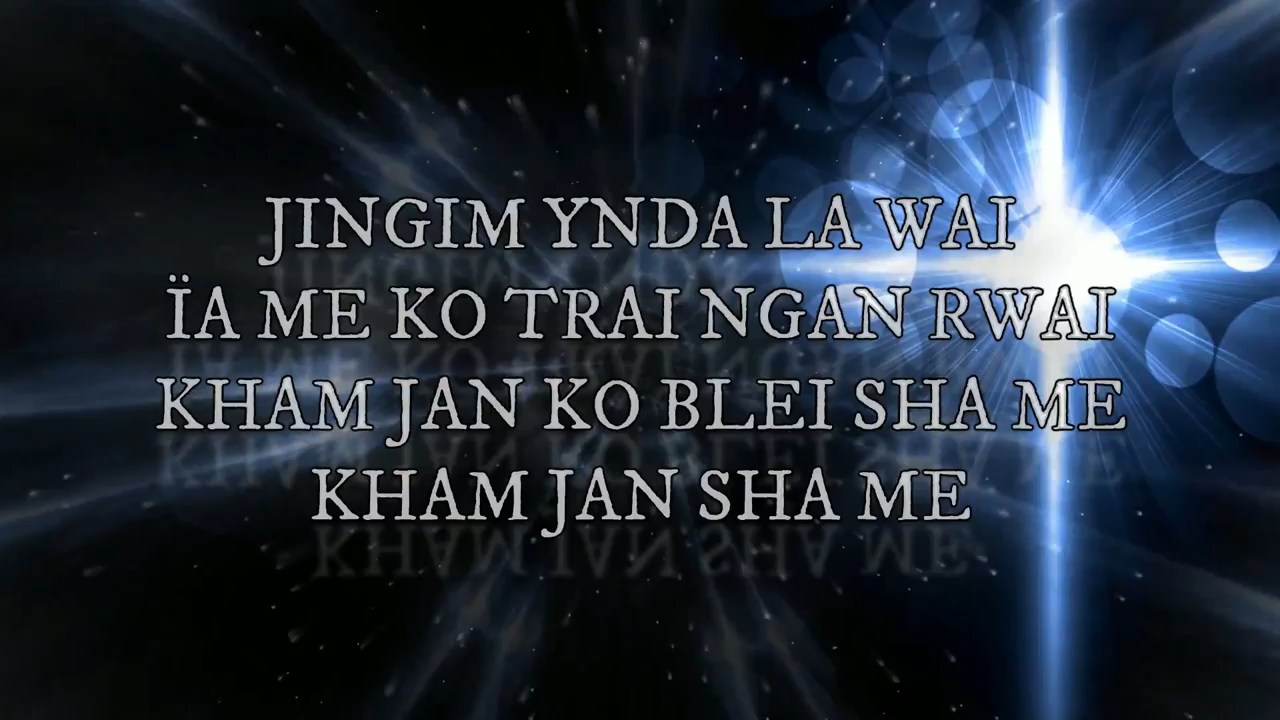 JINGIM YNDA LA WAI
ÏA ME KO TRAI NGAN RWAI
KHAM JAN KO BLEI SHA ME
KHAM JAN SHA ME